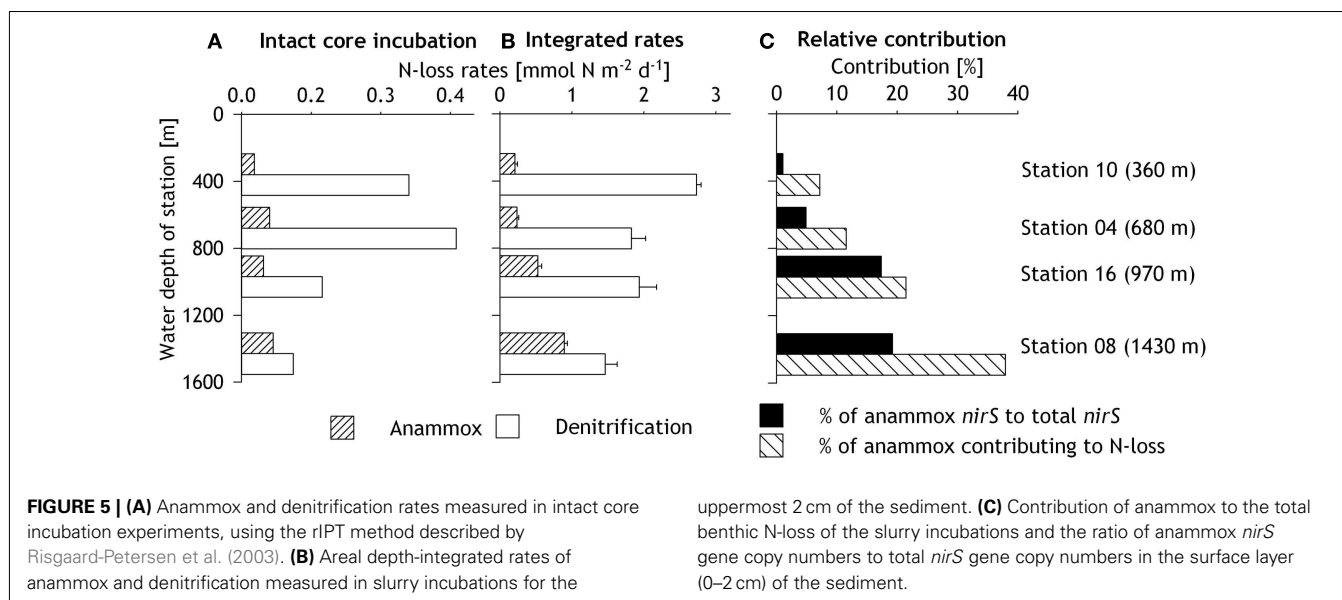 A Intact core incubation B Integrated rates C Relative contribution
N-loss rates [mmol N m-2 d-1] Contribution [%]
0.0 0.2 0.3 0.4 0 1 2 3 0 10 20 30 40
Water depth of station [m]
0
400
800
1200
1600
Station 10 (360 m)
Station 04 (680 m)
Station 16 (970 m)
Station 08 (1430 m)
Anammox Denitrification
% of anammox nirS to total nirS
% of anammox contributing to N-loss
FIGURE 5 | (A) Anammox and denitrification rates measured in intact core
incubation experiments, using the rIPT method described by
Risgaard-Petersen et al. (2003). (B) Areal depth-integrated rates of
anammox and denitrification measured in slurry incubations for the
uppermost 2 cm of the sediment. (C) Contribution of anammox to the total
benthic N-loss of the slurry incubations and the ratio of anammox nirS
gene copy numbers to total nirS gene copy numbers in the surface layer
(0–2 cm) of the sediment.